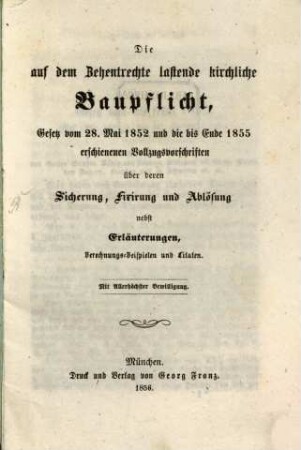 Die
auf dem Zehentrechte lastende kirchliche
Baupflicht,
Gesetz vom 28. Mai 1852 und die bis Ende 1855
erschienenen Vollzugsvorschriften
über deren
Sicherung, Fixirung und Ablösung
nebst
Erläuterungen,
Berechnungs-Beispielen und Citaten.
Mit Allerhöchster Bewilligung.
München.
Druck und Verlag von Georg Franz.
1856.